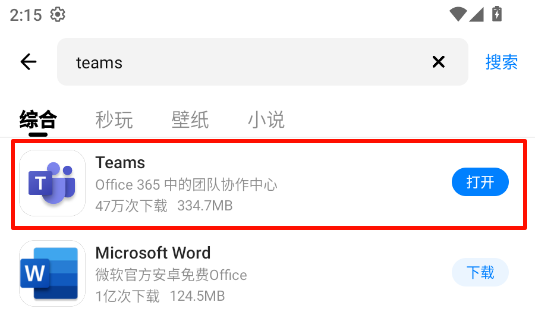 2:15
teams
搜索
综合 秒玩 壁纸 小说
Teams
Office 365 中的团队协作中心
47万次下载 334.7MB
打开
T
Microsoft Word
微软官方安卓免费Office
1亿次下载 124.5MB
下载
W